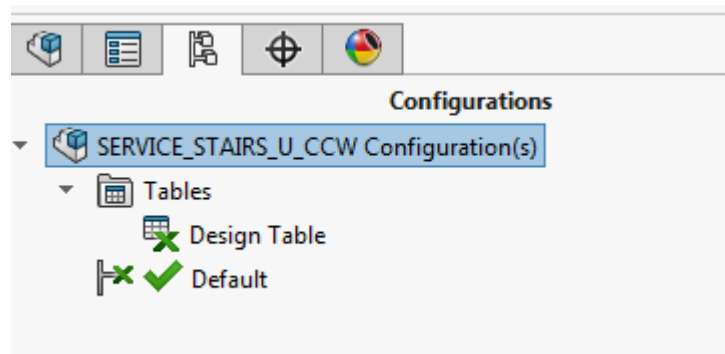 Configurations
SERVICE_STAIRS_U_CCW Configuration(s)
Tables
Design Table
Default